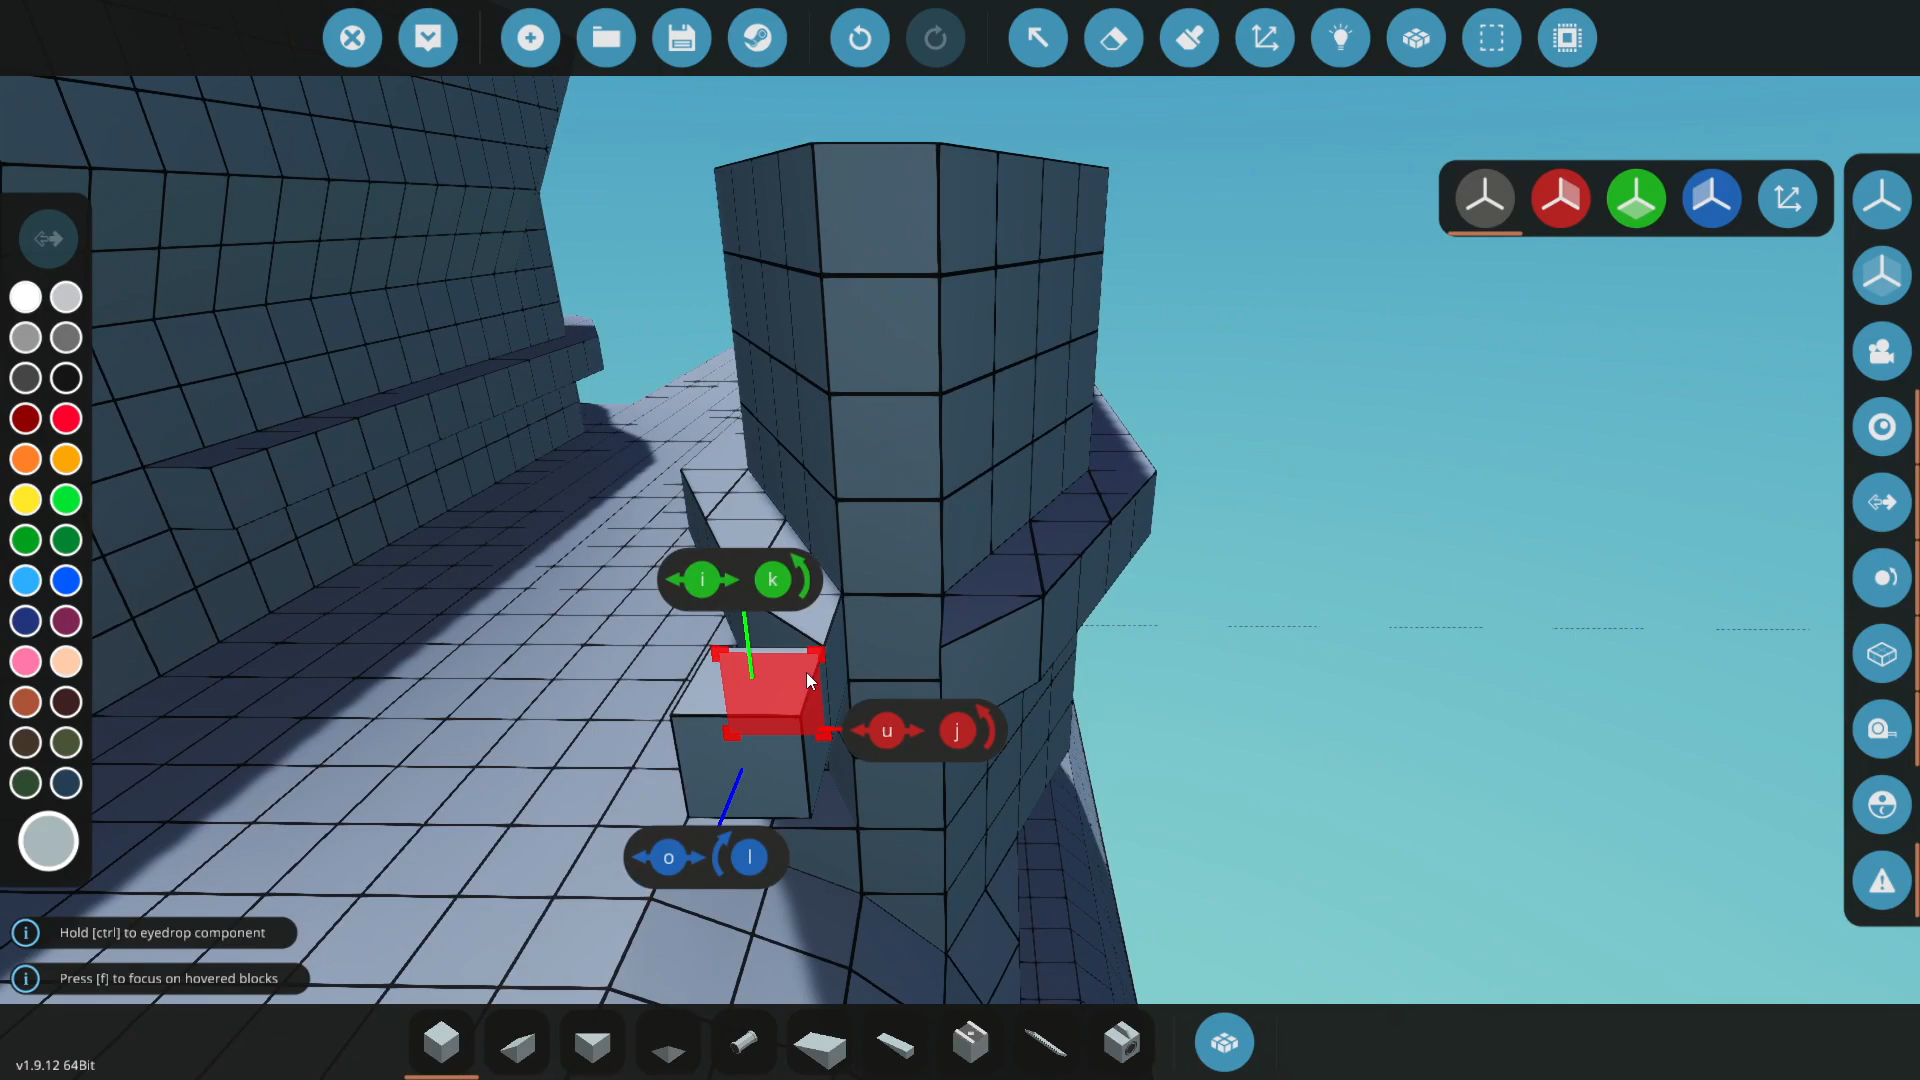 i k
u j
o l
Hold [ctrl] to eyedrop component
Press [f] to focus on hovered blocks
v1.9.12 64Bit